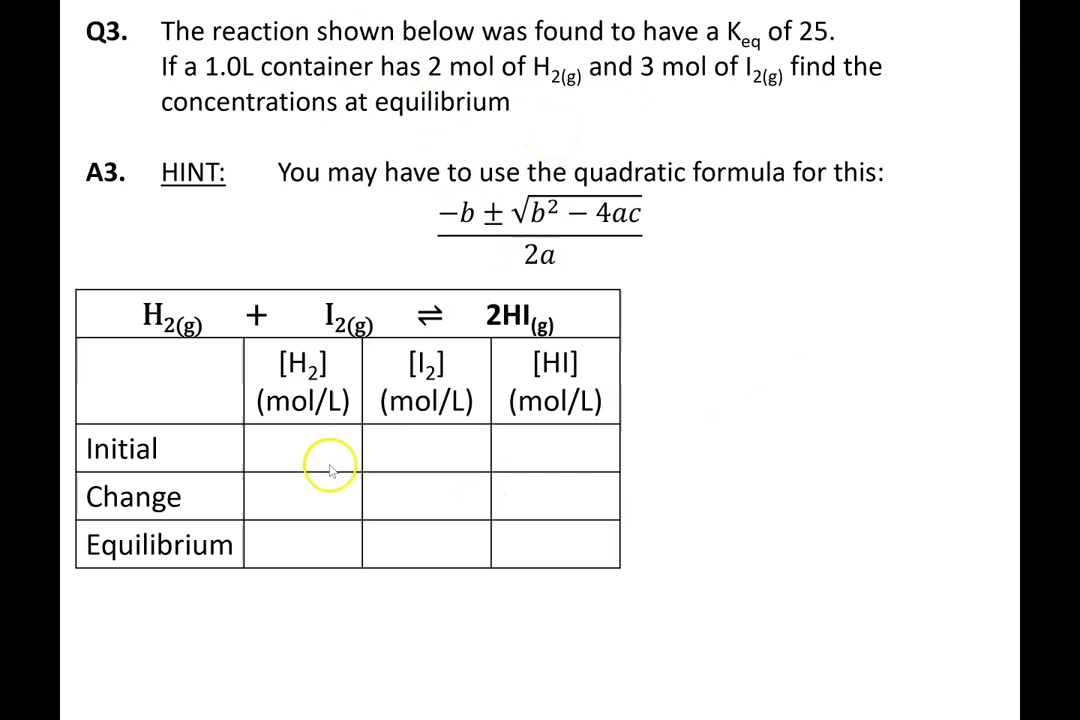 Q3. The reaction shown below was found to have a Keq of 25.
If a 1.0L container has 2 mol of H2(g) and 3 mol of I2(g) find the
concentrations at equilibrium
A3. HINT: You may have to use the quadratic formula for this:
−b ± √b² − 4ac
2a
H2(g) + I2(g) ⇌ 2HI(g)
[H2] [I2] [HI]
(mol/L) (mol/L) (mol/L)
Initial
Change
Equilibrium